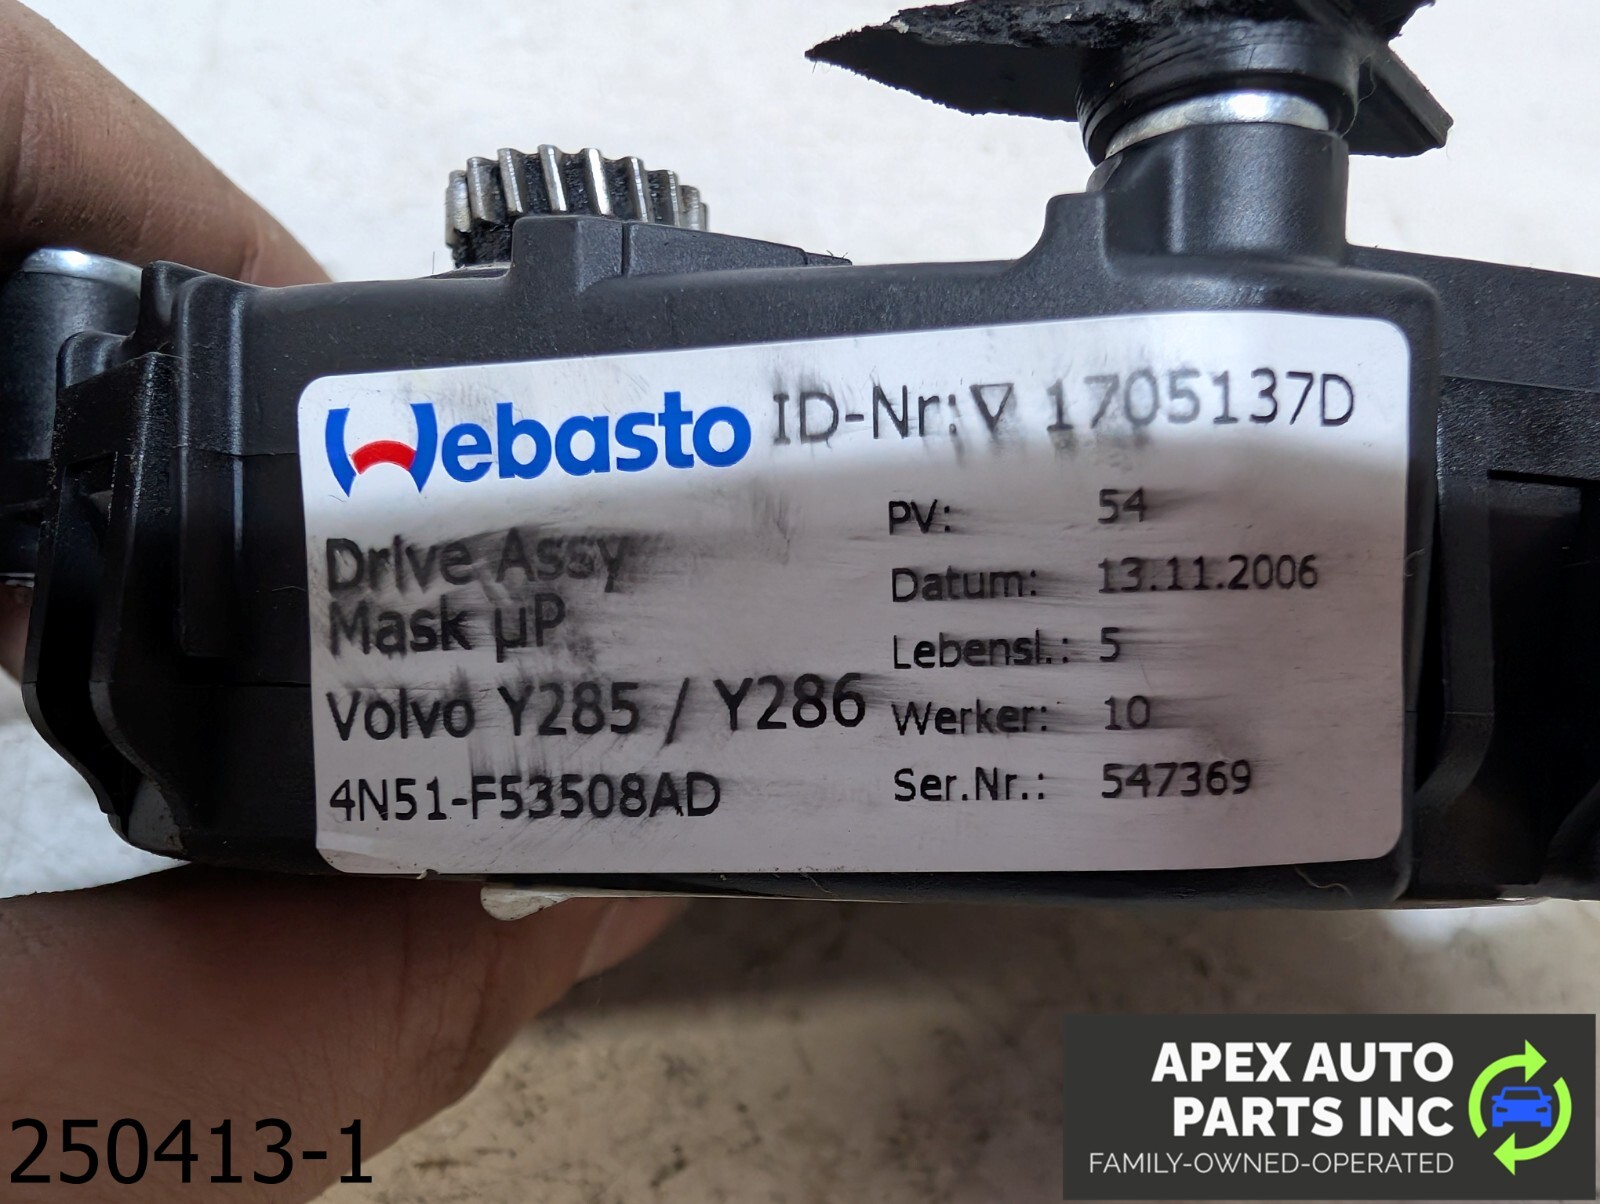 Webasto ID-Nr:▽ 1705137D
Drive Assy
Mask µP
Volvo Y285 / Y286
4N51-F53508AD
PV: 54
Datum: 13.11.2006
Lebensl.: 5
Werker: 10
Ser.Nr.: 547369
250413-1
APEX AUTO
PARTS INC
FAMILY-OWNED-OPERATED